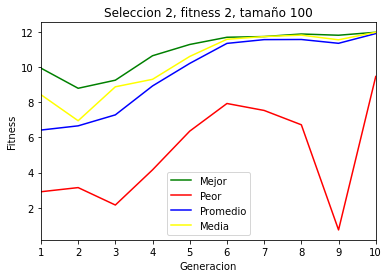 Seleccion 2, fitness 2, tamaño 100
12
10
8
6
4
2
Fitness
Mejor
Peor
Promedio
Media
1 2 3 4 5 6 7 8 9 10
Generacion